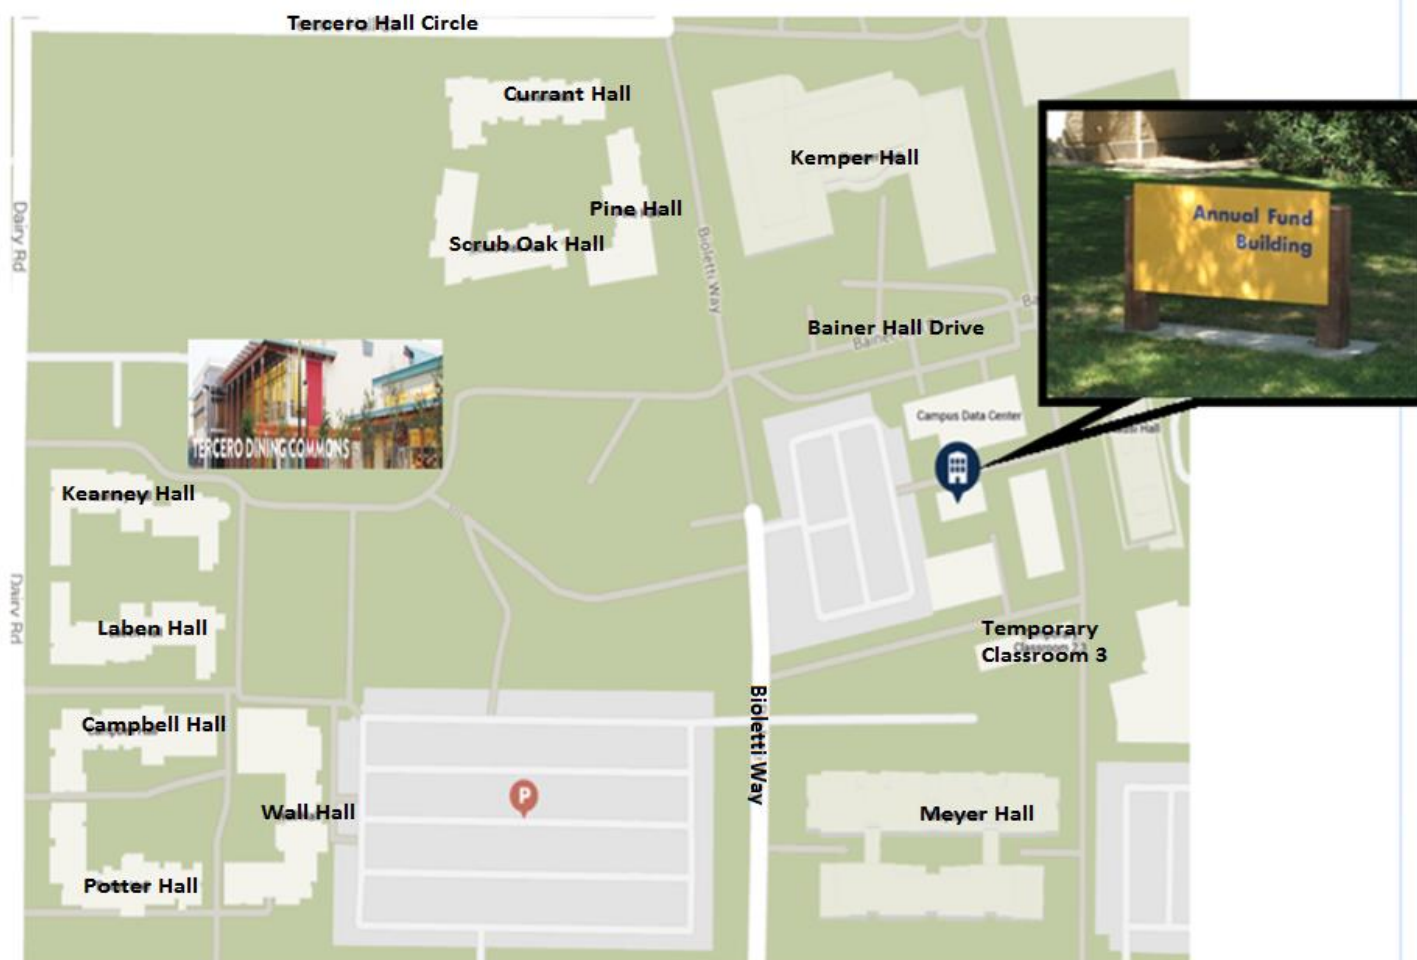 Tercero Hall Circle
Currant Hall
Kemper Hall
Pine Hall
Scrub Oak Hall
Dairy Rd
Bioletti Way
Annual Fund
Building
Bainer Hall Drive
TERCERO DINING COMMONS
Campus Data Center
Hall
Kearney Hall
Dairy Rd
Laben Hall
Temporary
Classroom 3
Campbell Hall
Bioletti Way
P
Wall Hall
Meyer Hall
Potter Hall